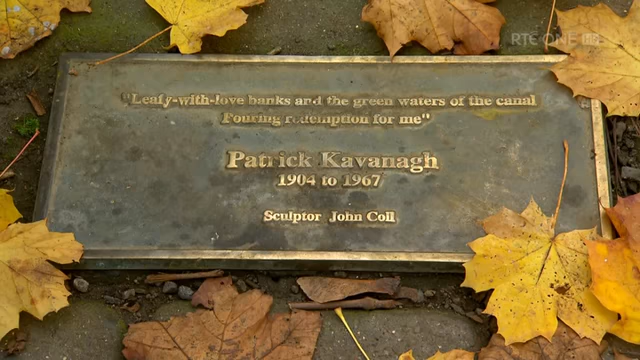 RTÉ ONE HD
"Leafy-with-love banks and the green waters of the canal
Pouring redemption for me"
Patrick Kavanagh
1904 to 1967
Sculptor John Coll